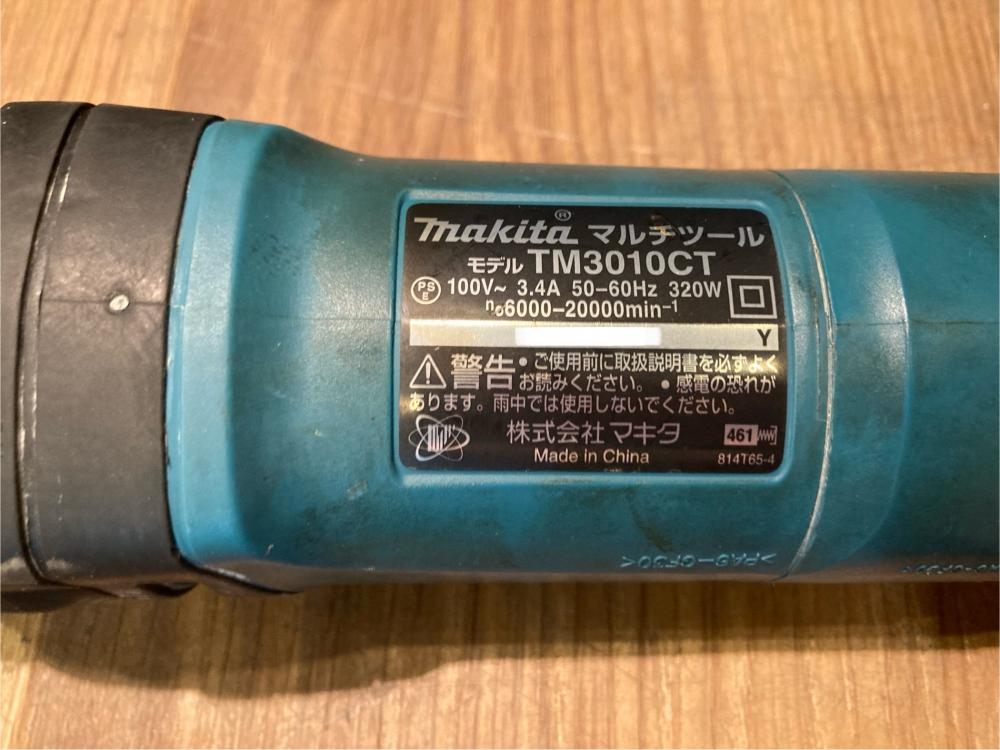 makita® マルチツール
モデル TM3010CT
PSE 100V~ 3.4A 50-60Hz 320W
n₀6000-20000min⁻¹
Y
⚠警告 • ご使用前に取扱説明書を必ずよく
お読みください。 • 感電の恐れが
あります。雨中では使用しないでください。
株式会社 マキタ 461
Made in China 814T65-4
>PA6-GF30<